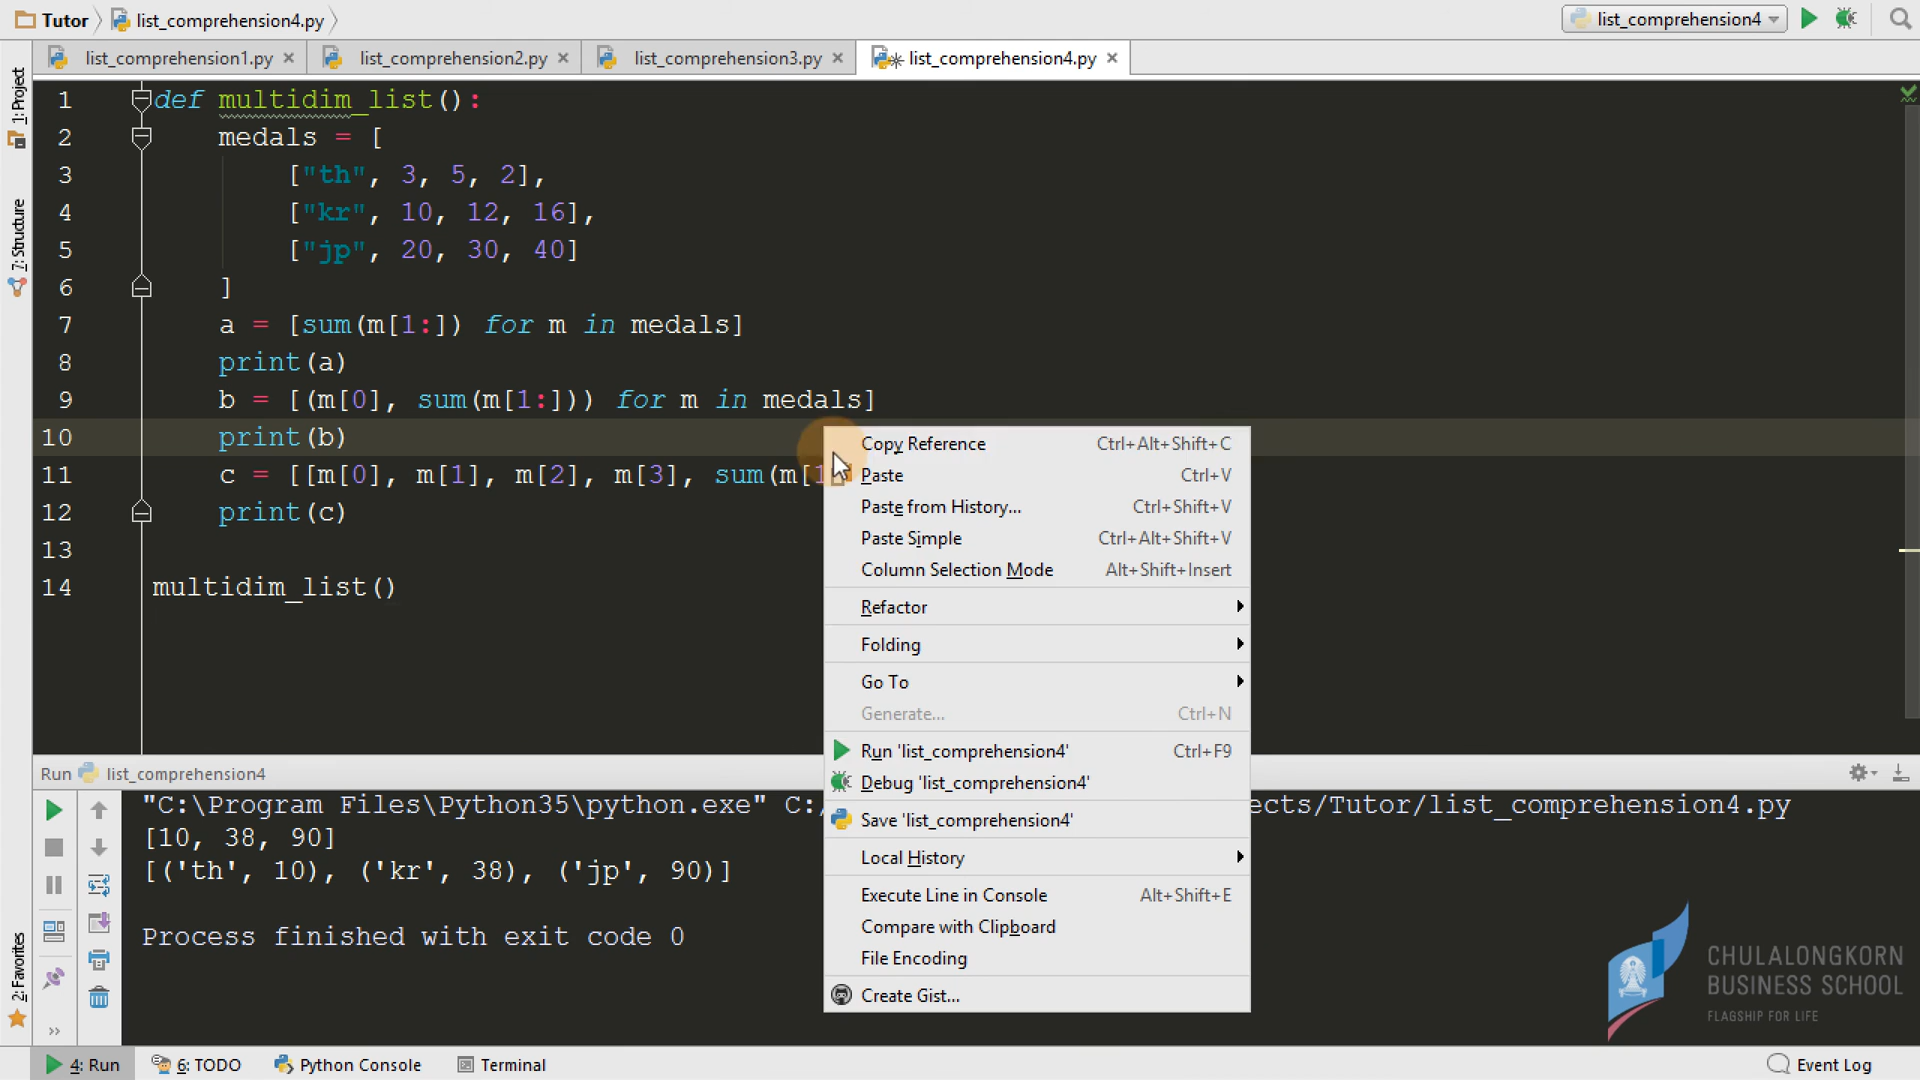 Tutor list_comprehension4.py list_comprehension4
list_comprehension1.py list_comprehension2.py list_comprehension3.py list_comprehension4.py
1: Project
7: Structure
2: Favorites
1 def multidim_list():
2 medals = [
3 ["th", 3, 5, 2],
4 ["kr", 10, 12, 16],
5 ["jp", 20, 30, 40]
6 ]
7 a = [sum(m[1:]) for m in medals]
8 print(a)
9 b = [(m[0], sum(m[1:])) for m in medals]
10 print(b)
11 c = [[m[0], m[1], m[2], m[3], sum(m[1
12 print(c)
13
14 multidim_list()
Copy Reference Ctrl+Alt+Shift+C
Paste Ctrl+V
Paste from History... Ctrl+Shift+V
Paste Simple Ctrl+Alt+Shift+V
Column Selection Mode Alt+Shift+Insert
Refactor
Folding
Go To
Generate... Ctrl+N
Run 'list_comprehension4' Ctrl+F9
Debug 'list_comprehension4'
Save 'list_comprehension4'
Local History
Execute Line in Console Alt+Shift+E
Compare with Clipboard
File Encoding
Create Gist...
Run list_comprehension4
"C:\Program Files\Python35\python.exe" C:/ ects/Tutor/list_comprehension4.py
[10, 38, 90]
[('th', 10), ('kr', 38), ('jp', 90)]
Process finished with exit code 0
CHULALONGKORN
BUSINESS SCHOOL
FLAGSHIP FOR LIFE
4: Run 6: TODO Python Console Terminal Event Log